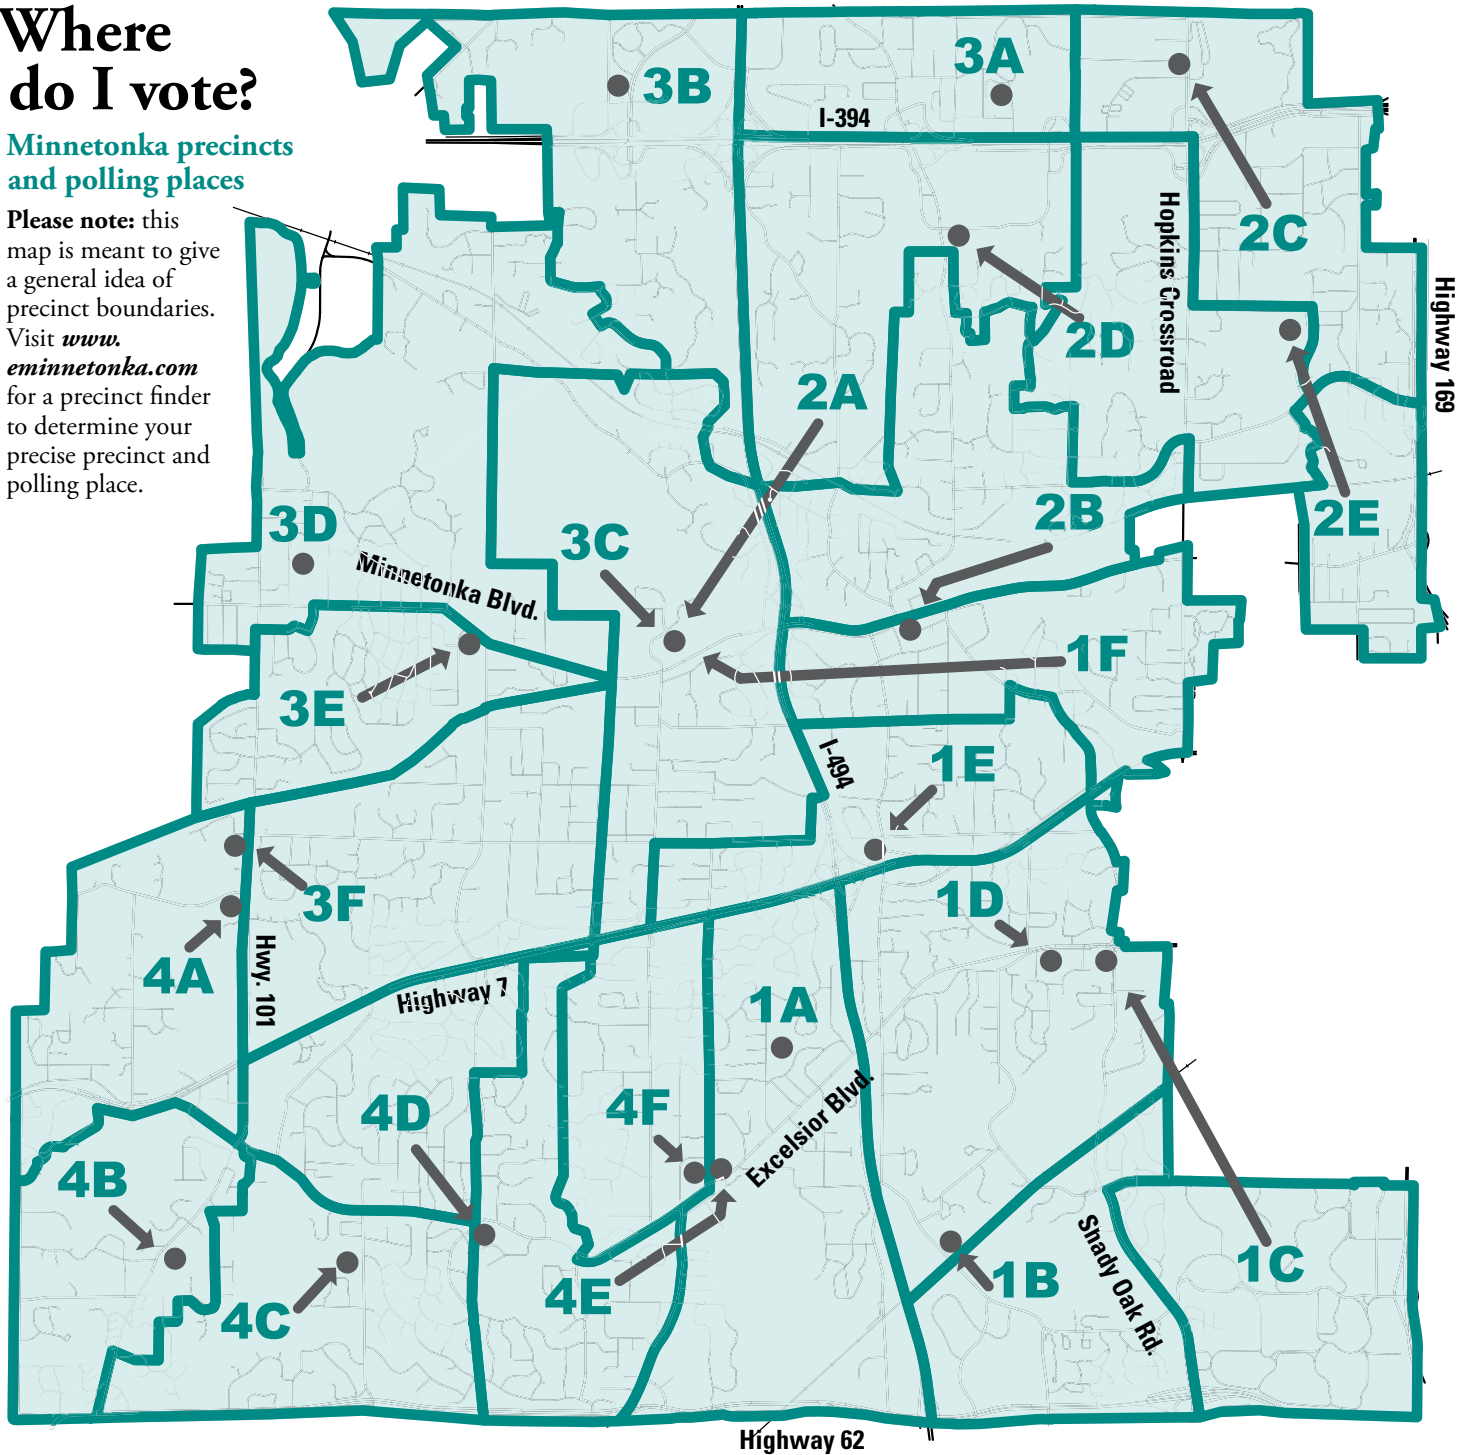 Where
do I vote?
Minnetonka precincts
and polling places
Please note: this
map is meant to give
a general idea of
precinct boundaries.
Visit www.
eminnetonka.com
for a precinct finder
to determine your
precise precinct and
polling place.
3B
3A
I-394
2C
Hopkins Crossroad
Highway 169
2D
2A
2B
2E
3D
3C
Minnetonka Blvd.
1F
3E
I-494
1E
3F
1D
4A
Hwy. 101
Highway 7
1A
4D
4F
Excelsior Blvd.
4B
4C
4E
1B
Shady Oak Rd.
1C
Highway 62